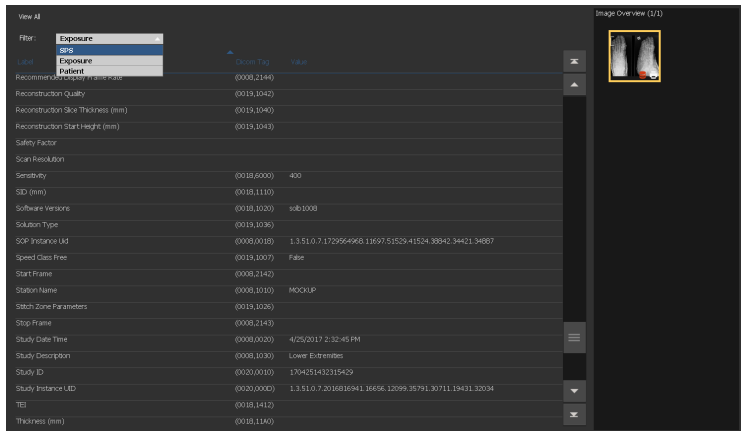 View All
Image Overview (1/1)
Filter: Exposure
SPS
Exposure
Patient
Label Dicom Tag Value
Recommended Display Frame Rate (0008,2144)
Reconstruction Quality (0019,1042)
Reconstruction Slice Thickness (mm) (0019,1040)
Reconstruction Start Height (mm) (0019,1043)
Safety Factor
Scan Resolution
Sensitivity (0018,6000) 400
SID (mm) (0018,1110)
Software Versions (0018,1020) solb1008
Solution Type (0019,1036)
SOP Instance Uid (0008,0018) 1.3.51.0.7.1729564968.11697.51529.41524.38842.34421.34887
Speed Class Free (0019,1007) False
Start Frame (0008,2142)
Station Name (0008,1010) MOCKUP
Stitch Zone Parameters (0019,1026)
Stop Frame (0008,2143)
Study Date Time (0008,0020) 4/25/2017 2:32:45 PM
Study Description (0008,1030) Lower Extremities
Study ID (0020,0010) 1704251432315429
Study Instance UID (0020,000D) 1.3.51.0.7.2016816941.16656.12099.35791.30711.19431.32034
TEI (0018,1412)
Thickness (mm) (0018,11A0)